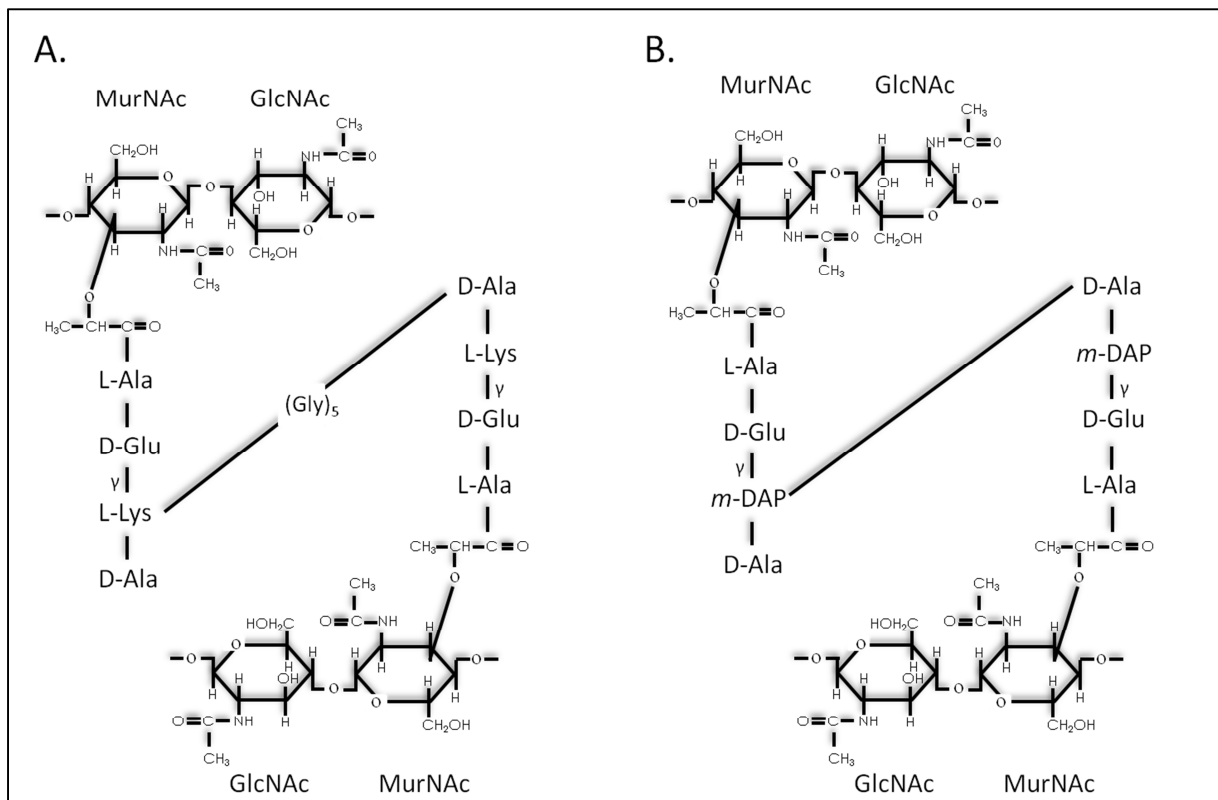 A.
MurNAc GlcNAc
CH₃
CH₂OH H NH C O
H H O O H OH H H
O H H H H O O
NH C O CH₂OH
O CH₃
H₃C CH C O
L-Ala
D-Glu
γ
L-Lys
D-Ala
(Gly)₅
D-Ala
L-Lys
γ
D-Glu
L-Ala
CH₃ CH C O
O
CH₃
HOH₂C O C NH H
O O H H H H H O
H OH O O H
O C NH H CH₂OH
CH₃
GlcNAc MurNAc
B.
MurNAc GlcNAc
CH₃
CH₂OH H NH C O
H H O O H OH H H
O H H H H O O
NH C O CH₂OH
O CH₃
H₃C CH C O
L-Ala
D-Glu
γ
m-DAP
D-Ala
D-Ala
m-DAP
γ
D-Glu
L-Ala
CH₃ CH C O
O
CH₃
HOH₂C O C NH H
O O H H H H H O
H OH O O H
O C NH H CH₂OH
CH₃
GlcNAc MurNAc